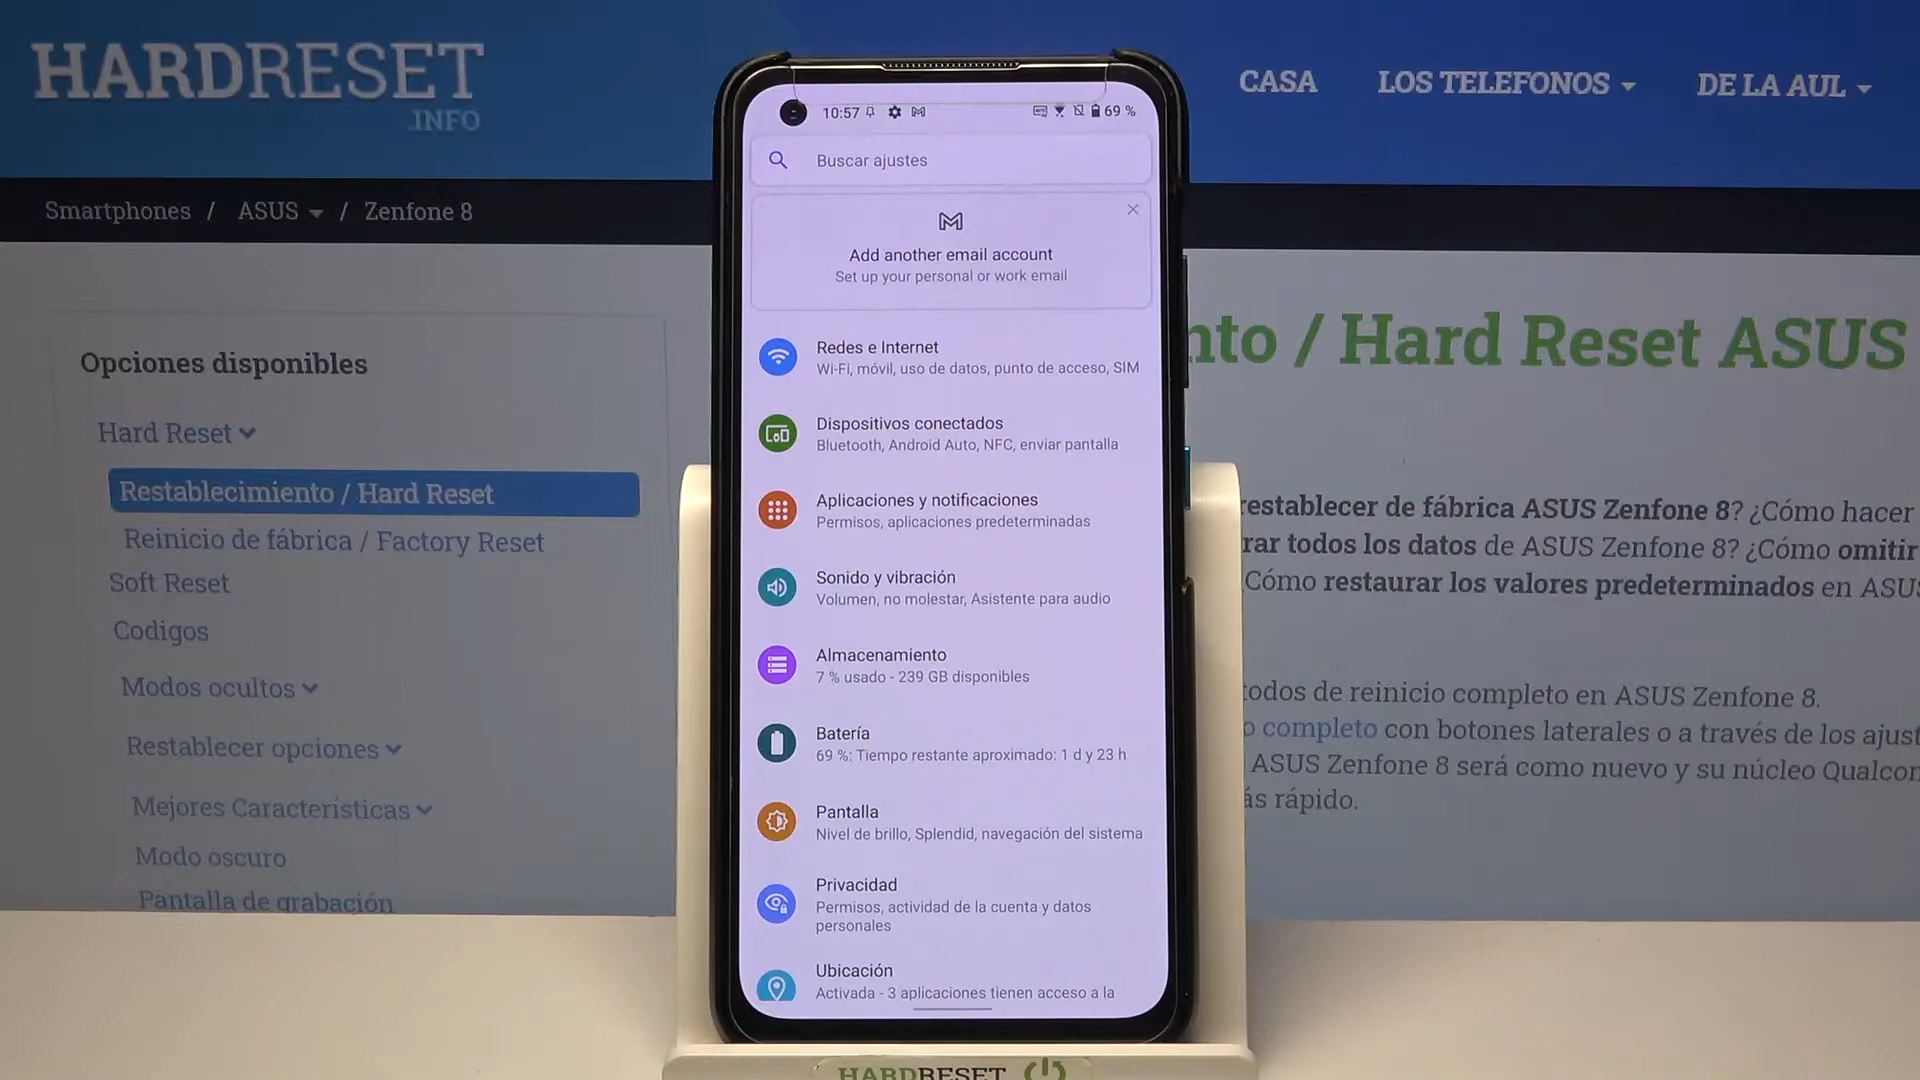 HARDRESET
.INFO
CASA
LOS TELEFONOS
DE LA AUL
Smartphones / ASUS / Zenfone 8
Opciones disponibles
Hard Reset
Restablecimiento / Hard Reset
Reinicio de fábrica / Factory Reset
Soft Reset
Codigos
Modos ocultos
Restablecer opciones
Mejores Características
Modo oscuro
Pantalla de grabación
10:57
69 %
Buscar ajustes
Add another email account
Set up your personal or work email
Redes e Internet
Wi-Fi, móvil, uso de datos, punto de acceso, SIM
Dispositivos conectados
Bluetooth, Android Auto, NFC, enviar pantalla
Aplicaciones y notificaciones
Permisos, aplicaciones predeterminadas
Sonido y vibración
Volumen, no molestar, Asistente para audio
Almacenamiento
7 % usado - 239 GB disponibles
Batería
69 %: Tiempo restante aproximado: 1 d y 23 h
Pantalla
Nivel de brillo, Splendid, navegación del sistema
Privacidad
Permisos, actividad de la cuenta y datos
personales
Ubicación
Activada - 3 aplicaciones tienen acceso a la
nto / Hard Reset ASUS
restablecer de fábrica ASUS Zenfone 8? ¿Cómo hacer
rar todos los datos de ASUS Zenfone 8? ¿Cómo omitir
Cómo restaurar los valores predeterminados en ASUS
todos de reinicio completo en ASUS Zenfone 8.
o completo con botones laterales o a través de los ajust
ASUS Zenfone 8 será como nuevo y su núcleo Qualcon
ás rápido.
HARDRESET